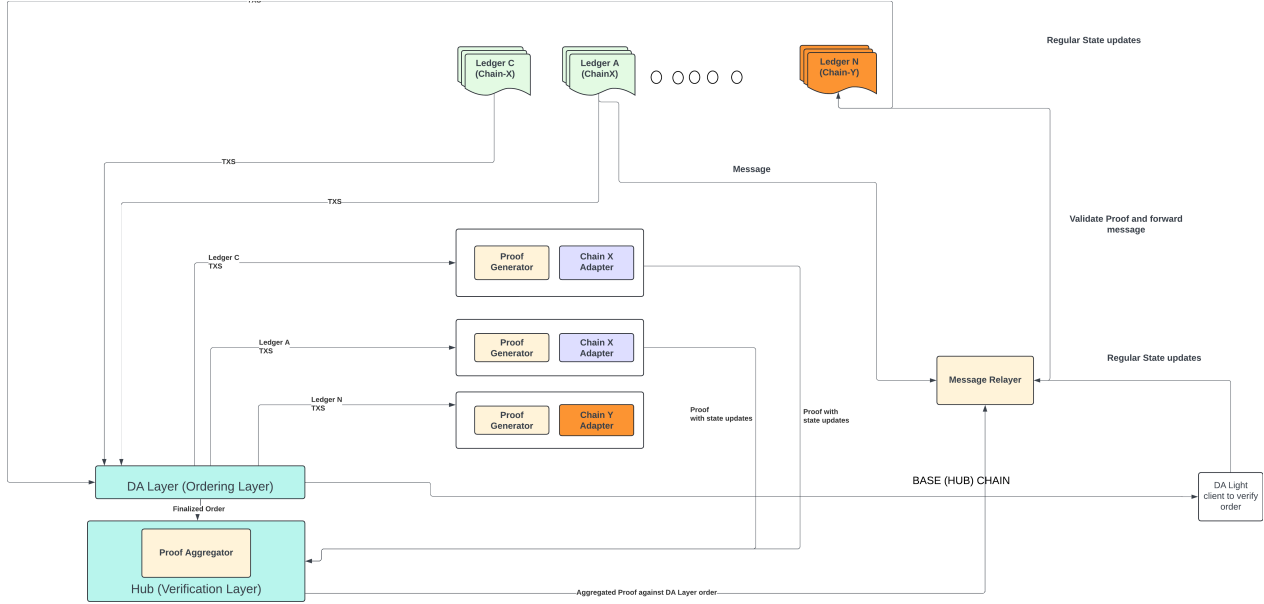 TXS
Regular State updates
Ledger C
(Chain-X)
Ledger A
(ChainX)
Ledger N
(Chain-Y)
TXS
Message
TXS
Validate Proof and forward
message
Ledger C
TXS
Proof
Generator
Chain X
Adapter
Ledger A
TXS
Proof
Generator
Chain X
Adapter
Regular State updates
Message Relayer
Ledger N
TXS
Proof
Generator
Chain Y
Adapter
Proof
with state updates
Proof with
state updates
DA Layer (Ordering Layer)
BASE (HUB) CHAIN
DA Light
client to verify
order
Finalized Order
Proof Aggregator
Hub (Verification Layer)
Aggregated Proof against DA Layer order